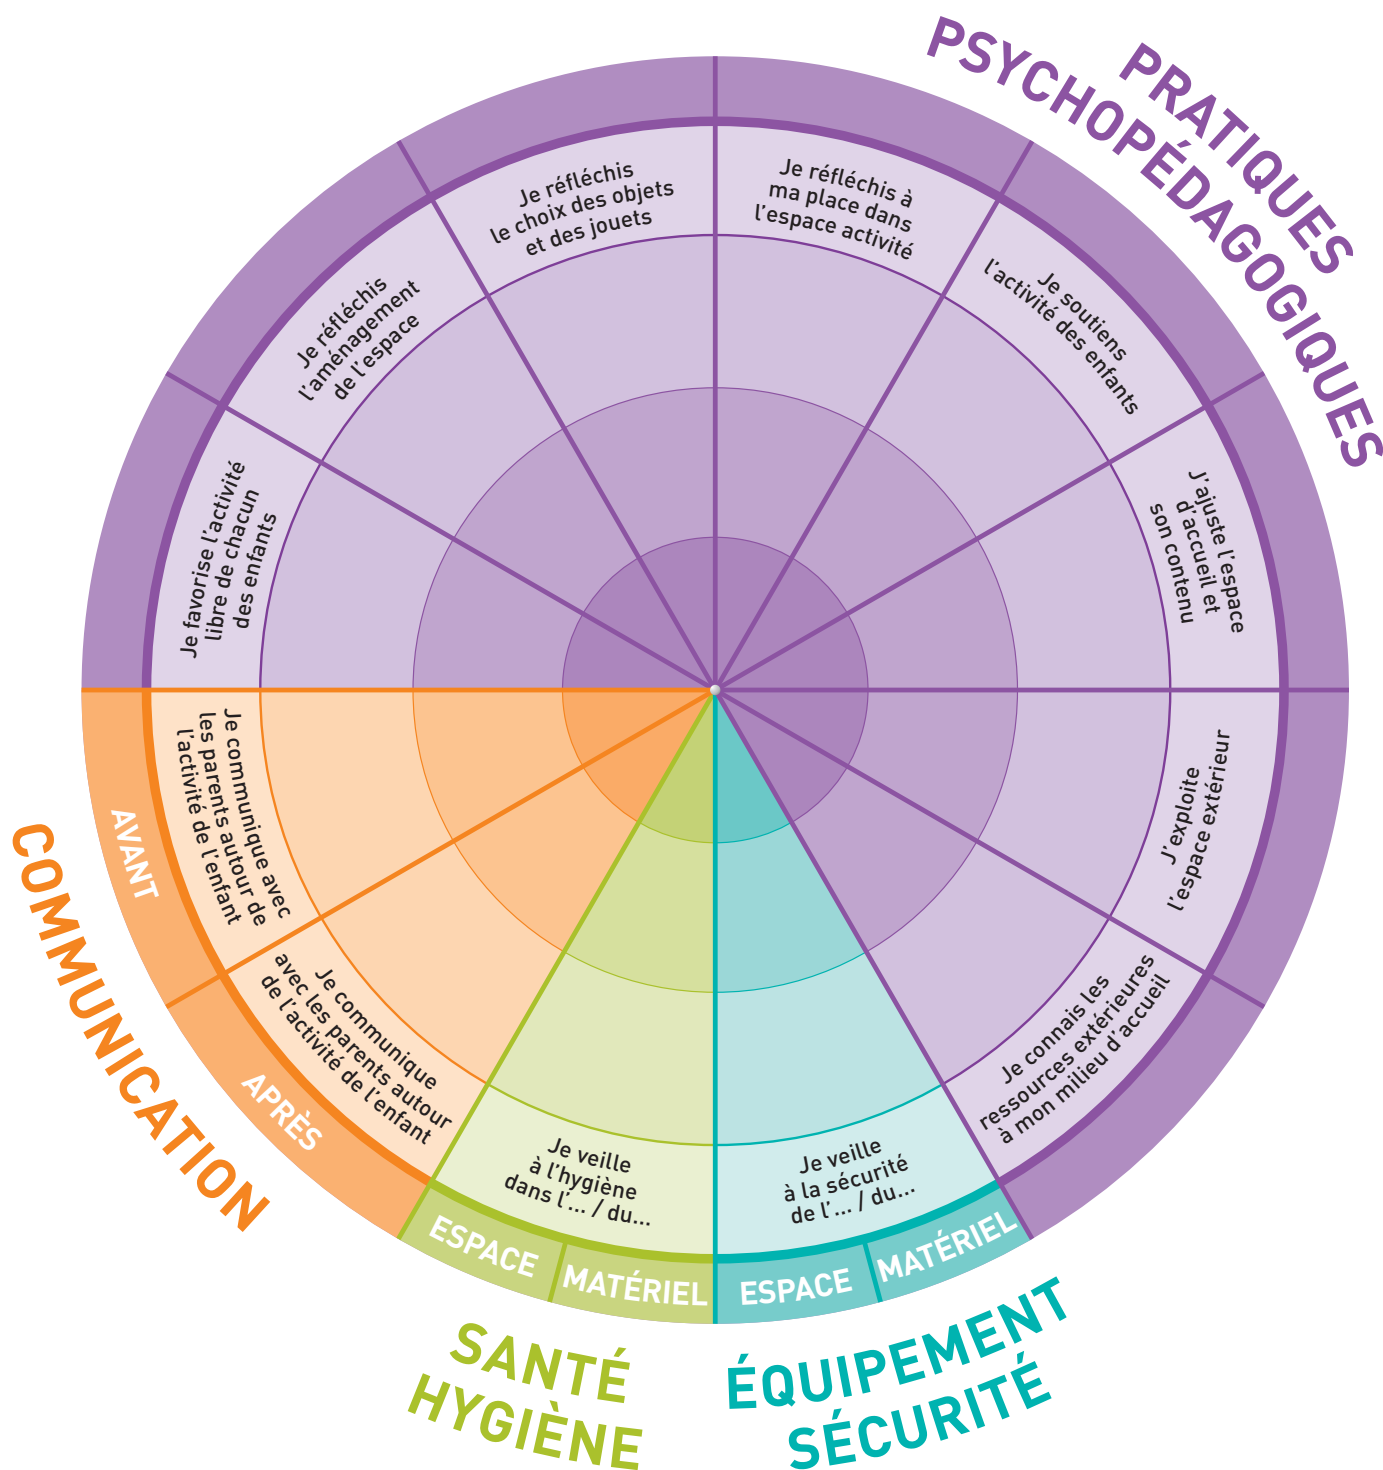 PRATIQUES
PSYCHOPÉDAGOGIQUES
Je réfléchis
le choix des objets
et des jouets
Je réfléchis à
ma place dans
l'espace activité
Je soutiens
l'activité des enfants
J'ajuste l'espace
d'accueil et
son contenu
J'exploite
l'espace extérieur
Je connais les
ressources extérieures
à mon milieu d'accueil
Je réfléchis
l'aménagement
de l'espace
Je favorise l'activité
libre de chacun
des enfants
COMMUNICATION
AVANT
Je communique avec
les parents autour de
l'activité de l'enfant
APRÈS
Je communique
avec les parents autour
de l'activité de l'enfant
Je veille
à l'hygiène
dans l'... / du...
ESPACE
MATÉRIEL
SANTÉ
HYGIÈNE
Je veille
à la sécurité
de l'... / du...
ESPACE
MATÉRIEL
ÉQUIPEMENT
SÉCURITÉ